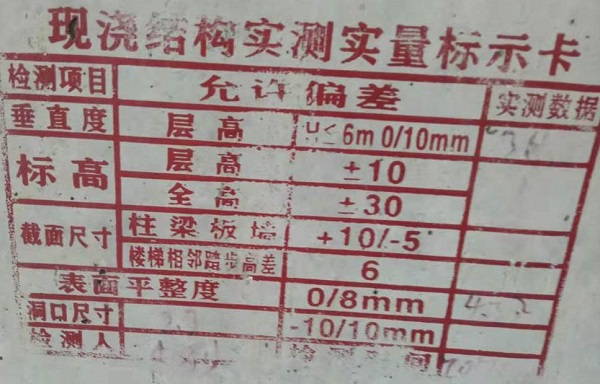 现浇结构实测实量标示卡
检测项目 允许偏差 实测数据
垂直度 层高 H≤6m 0/10mm
标高 层高 ±10
全高 ±30
截面尺寸 柱梁板墙 +10/-5
楼梯相邻踏步高差 6
表面平整度 0/8mm
洞口尺寸 -10/10mm
检测人